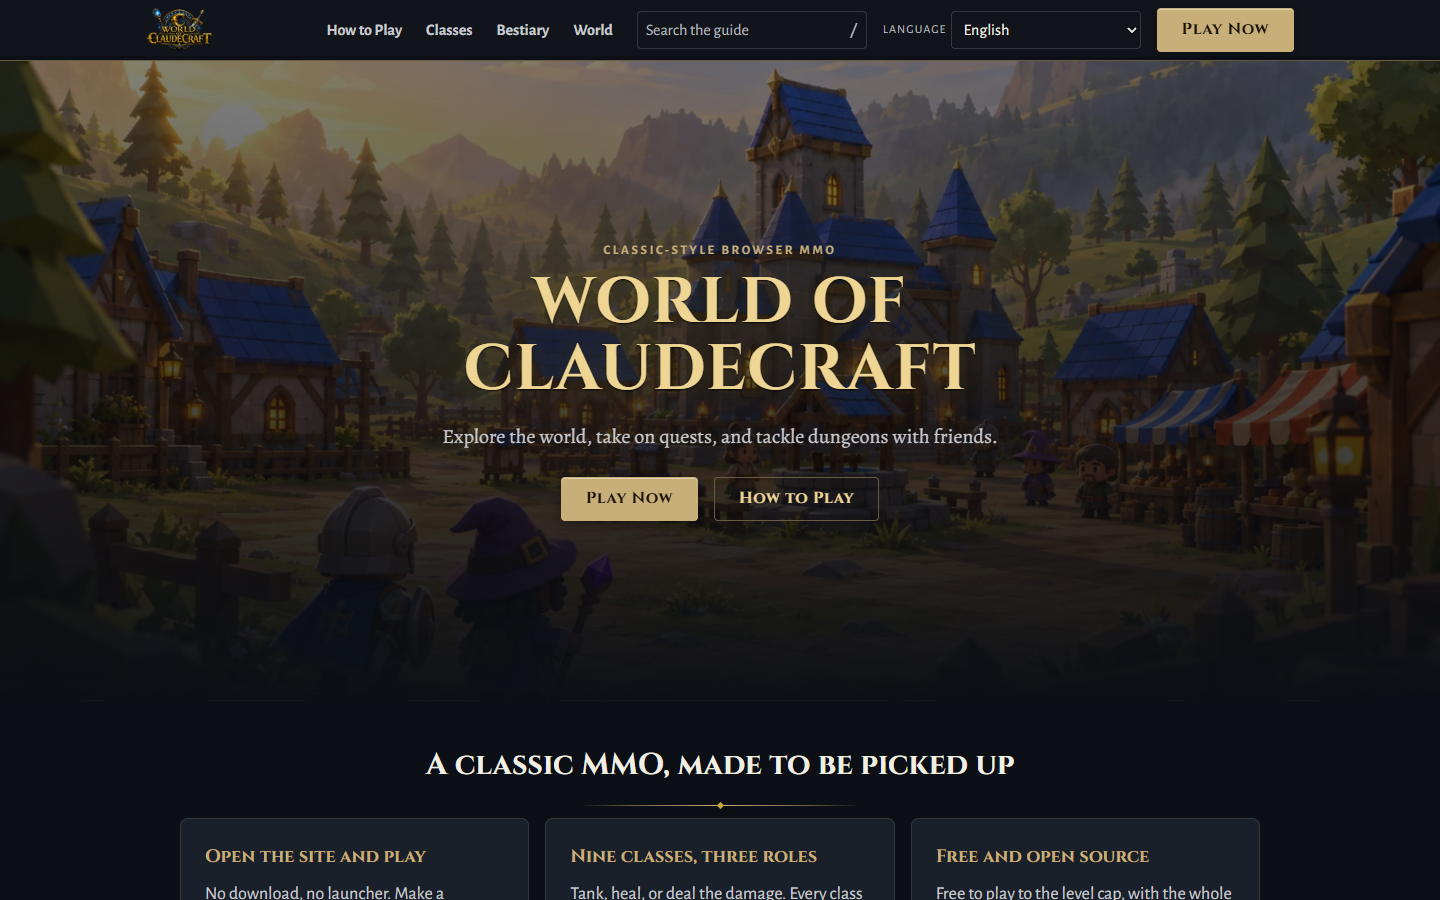 WORLD OF
CLAUDECRAFT
How to Play
Classes
Bestiary
World
Search the guide /
LANGUAGE
English
Play Now
CLASSIC-STYLE BROWSER MMO
WORLD OF
CLAUDECRAFT
Explore the world, take on quests, and tackle dungeons with friends.
Play Now
How to Play
A classic MMO, made to be picked up
Open the site and play
No download, no launcher. Make a
Nine classes, three roles
Tank, heal, or deal the damage. Every class
Free and open source
Free to play to the level cap, with the whole